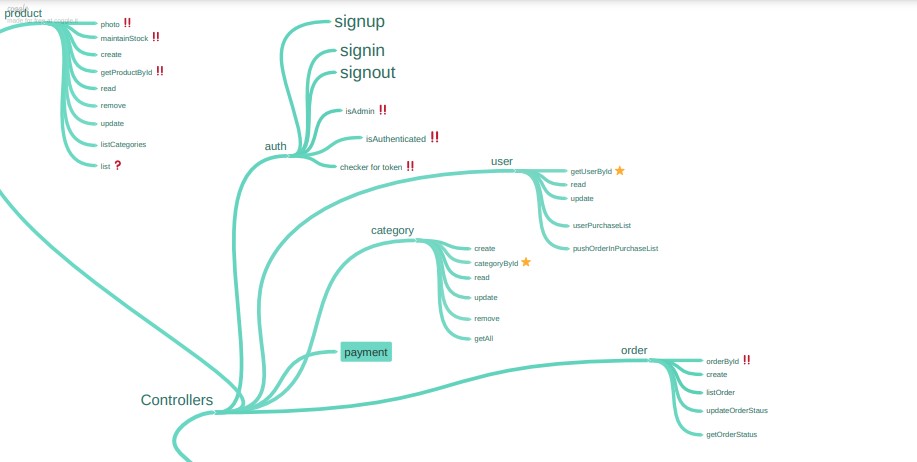 product
photo !!
maintainStock !!
create
getProductById !!
read
remove
update
listCategories
list ?
auth
signup
signin
signout
isAdmin !!
isAuthenticated !!
checker for token !!
user
getUserById
read
update
userPurchaseList
pushOrderInPurchaseList
category
create
categoryById
read
update
remove
getAll
payment
order
orderById !!
create
listOrder
updateOrderStaus
getOrderStatus
Controllers